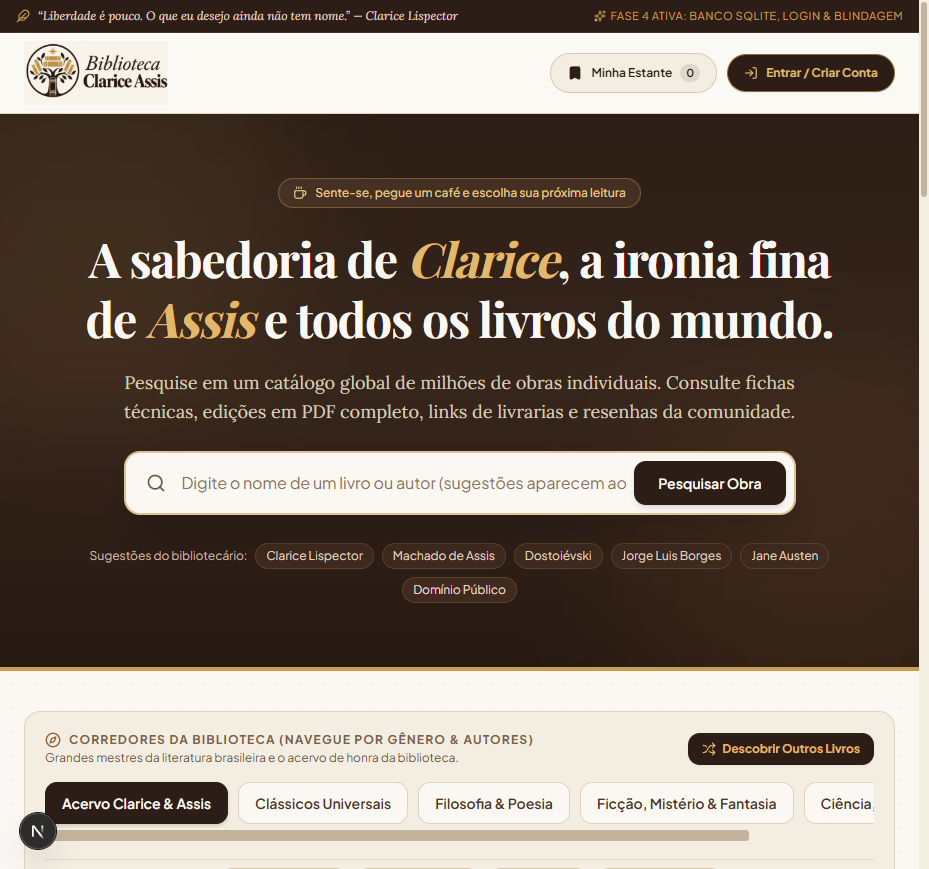 “Liberdade é pouco. O que eu desejo ainda não tem nome.” — Clarice Lispector
FASE 4 ATIVA: BANCO SQLITE, LOGIN & BLINDAGEM
Biblioteca
Clarice Assis
Minha Estante 0
Entrar / Criar Conta
Sente-se, pegue um café e escolha sua próxima leitura
A sabedoria de Clarice, a ironia fina
de Assis e todos os livros do mundo.
Pesquise em um catálogo global de milhões de obras individuais. Consulte fichas
técnicas, edições em PDF completo, links de livrarias e resenhas da comunidade.
Digite o nome de um livro ou autor (sugestões aparecem ao
Pesquisar Obra
Sugestões do bibliotecário: Clarice Lispector Machado de Assis Dostoiévski Jorge Luis Borges Jane Austen
Domínio Público
CORREDORES DA BIBLIOTECA (NAVEGUE POR GÊNERO & AUTORES)
Grandes mestres da literatura brasileira e o acervo de honra da biblioteca.
Descobrir Outros Livros
Acervo Clarice & Assis Clássicos Universais Filosofia & Poesia Ficção, Mistério & Fantasia Ciência,
N